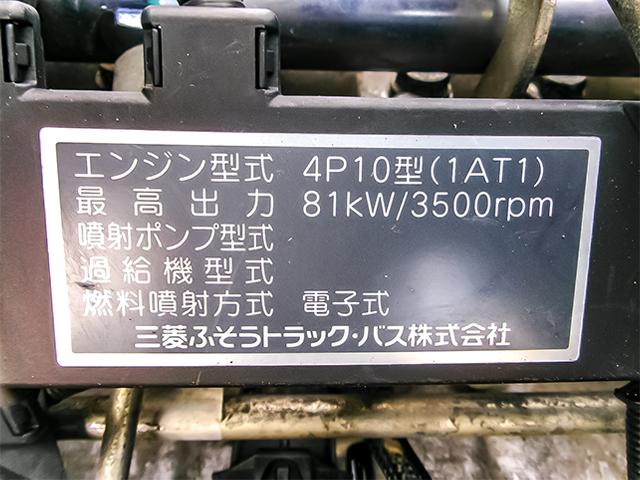 エンジン型式 4P10型(1AT1)
最高出力 81kW/3500rpm
噴射ポンプ型式
過給機型式
燃料噴射方式 電子式
三菱ふそうトラック・バス株式会社